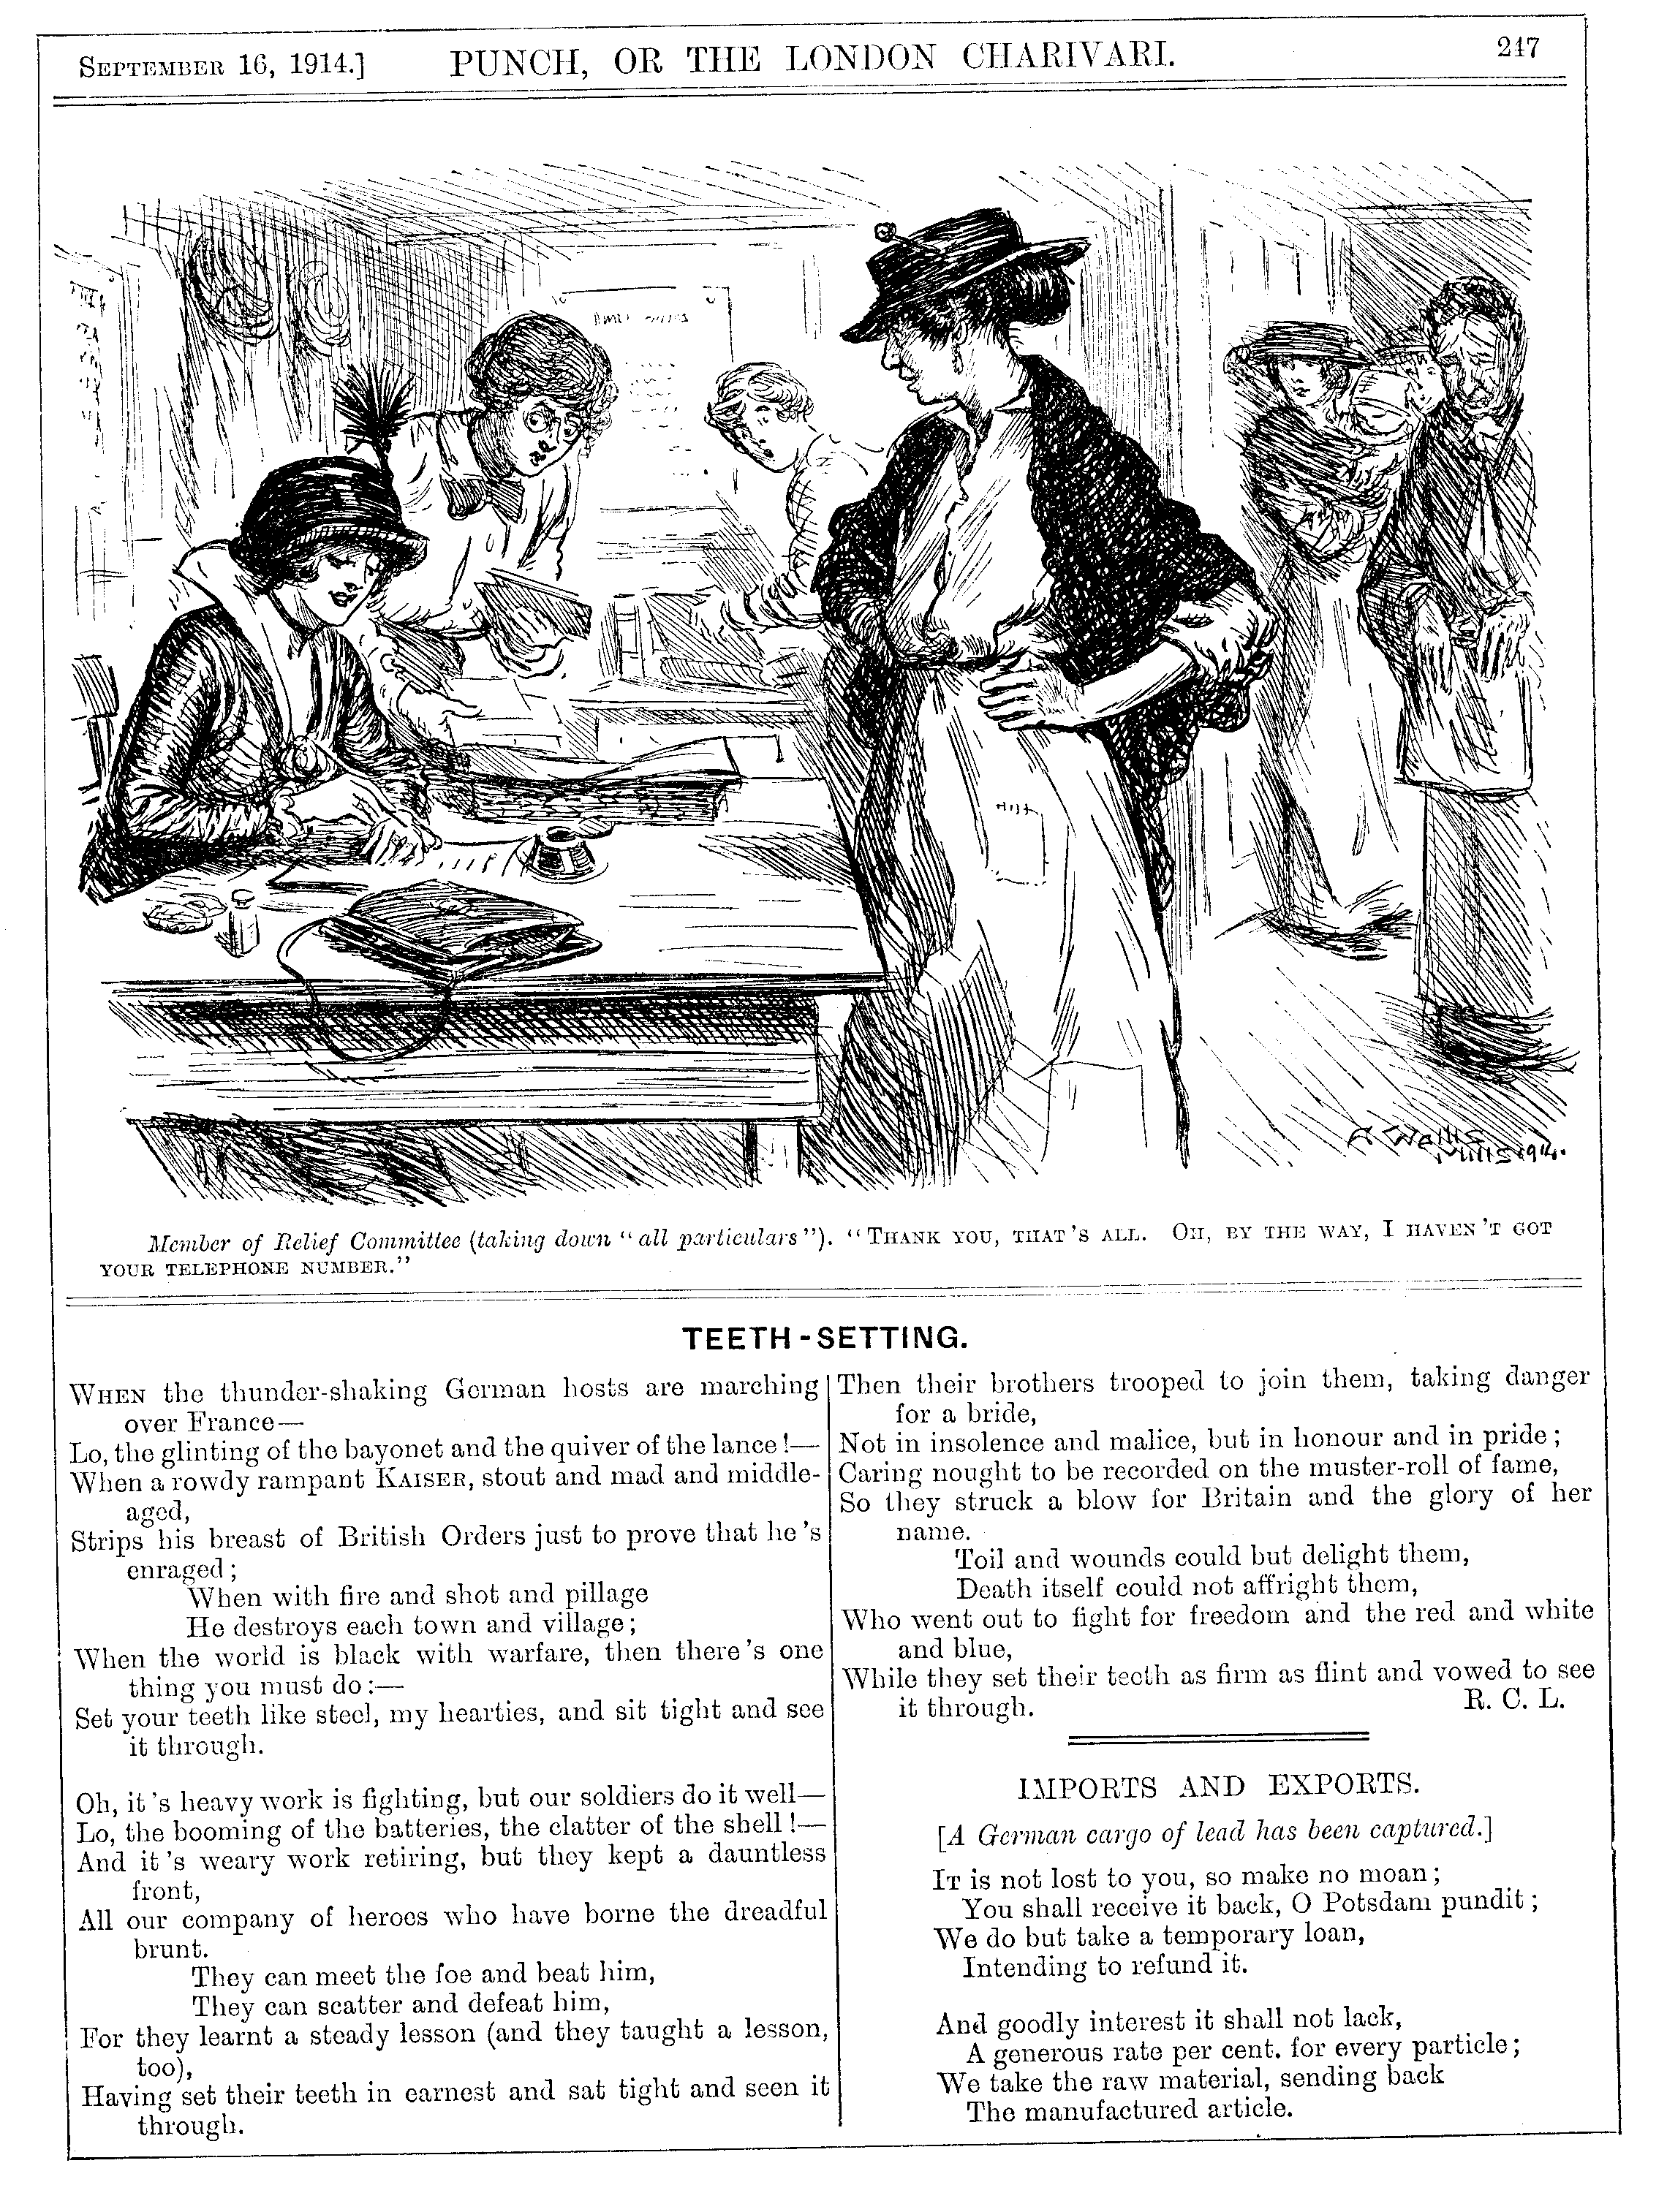 SEPTEMBER 16, 1914.] PUNCH, OR THE LONDON CHARIVARI. 247
A Wallis
Mills 1914.
Member of Relief Committee (taking down "all particulars"). "THANK YOU, THAT'S ALL. OH, BY THE WAY, I HAVEN'T GOT
YOUR TELEPHONE NUMBER."
TEETH-SETTING.
WHEN the thunder-shaking German hosts are marching
over France—
Lo, the glinting of the bayonet and the quiver of the lance!—
When a rowdy rampant KAISER, stout and mad and middle-
aged,
Strips his breast of British Orders just to prove that he's
enraged;
When with fire and shot and pillage
He destroys each town and village;
When the world is black with warfare, then there's one
thing you must do:—
Set your teeth like steel, my hearties, and sit tight and see
it through.
Oh, it's heavy work is fighting, but our soldiers do it well—
Lo, the booming of the batteries, the clatter of the shell!—
And it's weary work retiring, but they kept a dauntless
front,
All our company of heroes who have borne the dreadful
brunt.
They can meet the foe and beat him,
They can scatter and defeat him,
For they learnt a steady lesson (and they taught a lesson,
too),
Having set their teeth in earnest and sat tight and seen it
through.
Then their brothers trooped to join them, taking danger
for a bride,
Not in insolence and malice, but in honour and in pride;
Caring nought to be recorded on the muster-roll of fame,
So they struck a blow for Britain and the glory of her
name.
Toil and wounds could but delight them,
Death itself could not affright them,
Who went out to fight for freedom and the red and white
and blue,
While they set their teeth as firm as flint and vowed to see
it through. R. C. L.
IMPORTS AND EXPORTS.
[A German cargo of lead has been captured.]
IT is not lost to you, so make no moan;
You shall receive it back, O Potsdam pundit;
We do but take a temporary loan,
Intending to refund it.
And goodly interest it shall not lack,
A generous rate per cent. for every particle;
We take the raw material, sending back
The manufactured article.